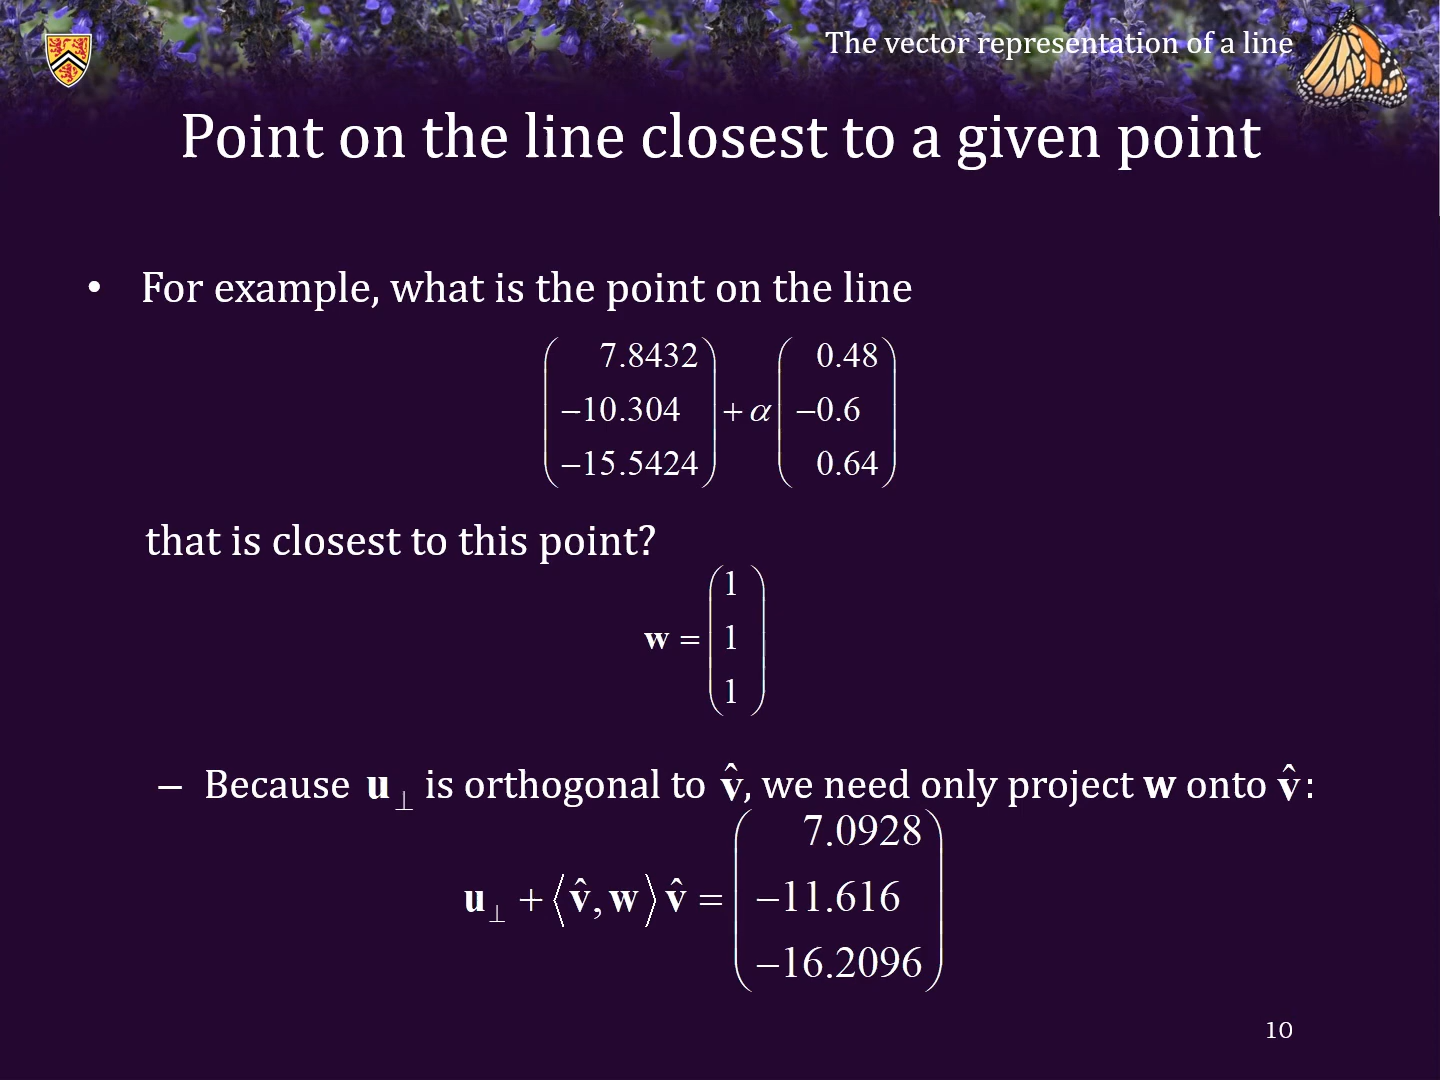 The vector representation of a line
Point on the line closest to a given point
• For example, what is the point on the line
(7.8432 −10.304 −15.5424) + α (0.48 −0.6 0.64)
that is closest to this point?
w = (1 1 1)
– Because u⊥ is orthogonal to v̂, we need only project w onto v̂:
u⊥ + ⟨v̂, w⟩ v̂ = (7.0928 −11.616 −16.2096)
10